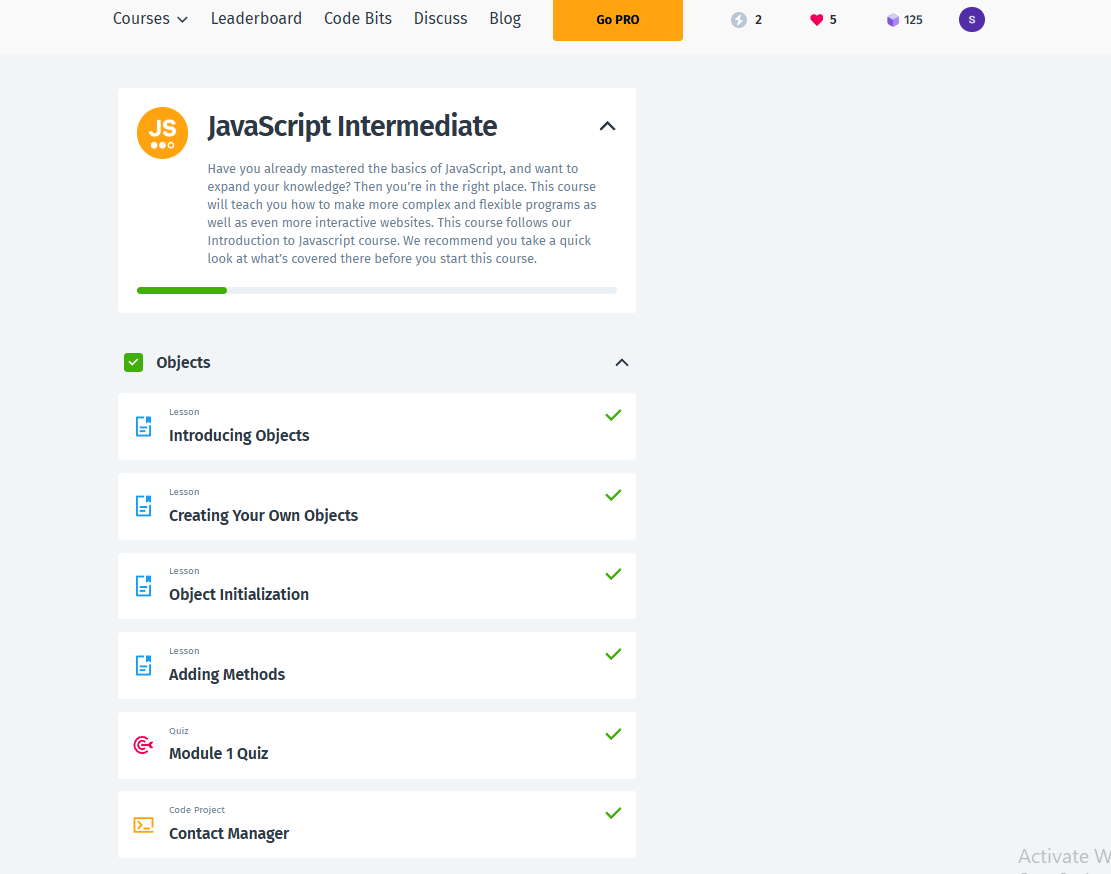 Courses Leaderboard Code Bits Discuss Blog Go PRO 2 5 125 S
JS
JavaScript Intermediate
Have you already mastered the basics of JavaScript, and want to
expand your knowledge? Then you're in the right place. This course
will teach you how to make more complex and flexible programs as
well as even more interactive websites. This course follows our
Introduction to Javascript course. We recommend you take a quick
look at what's covered there before you start this course.
Objects
Lesson
Introducing Objects
Lesson
Creating Your Own Objects
Lesson
Object Initialization
Lesson
Adding Methods
Quiz
Module 1 Quiz
Code Project
Contact Manager
Activate W